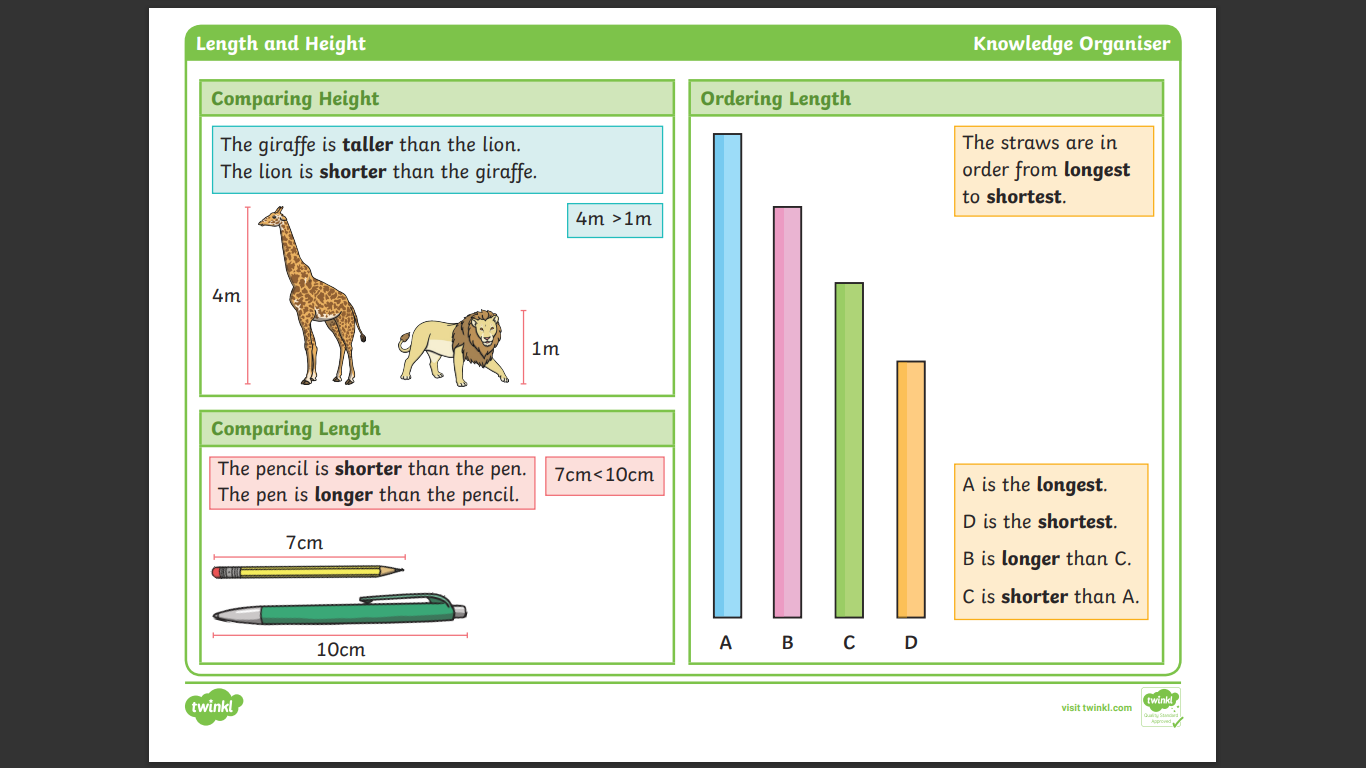 Length and Height
Knowledge Organiser
Comparing Height
The giraffe is taller than the lion.
The lion is shorter than the giraffe.
4m >1m
4m
1m
Comparing Length
The pencil is shorter than the pen.
The pen is longer than the pencil.
7cm<10cm
7cm
10cm
Ordering Length
The straws are in
order from longest
to shortest.
A is the longest.
D is the shortest.
B is longer than C.
C is shorter than A.
A B C D
twinkl
visit twinkl.com
twinkl
Quality Standard
Approved